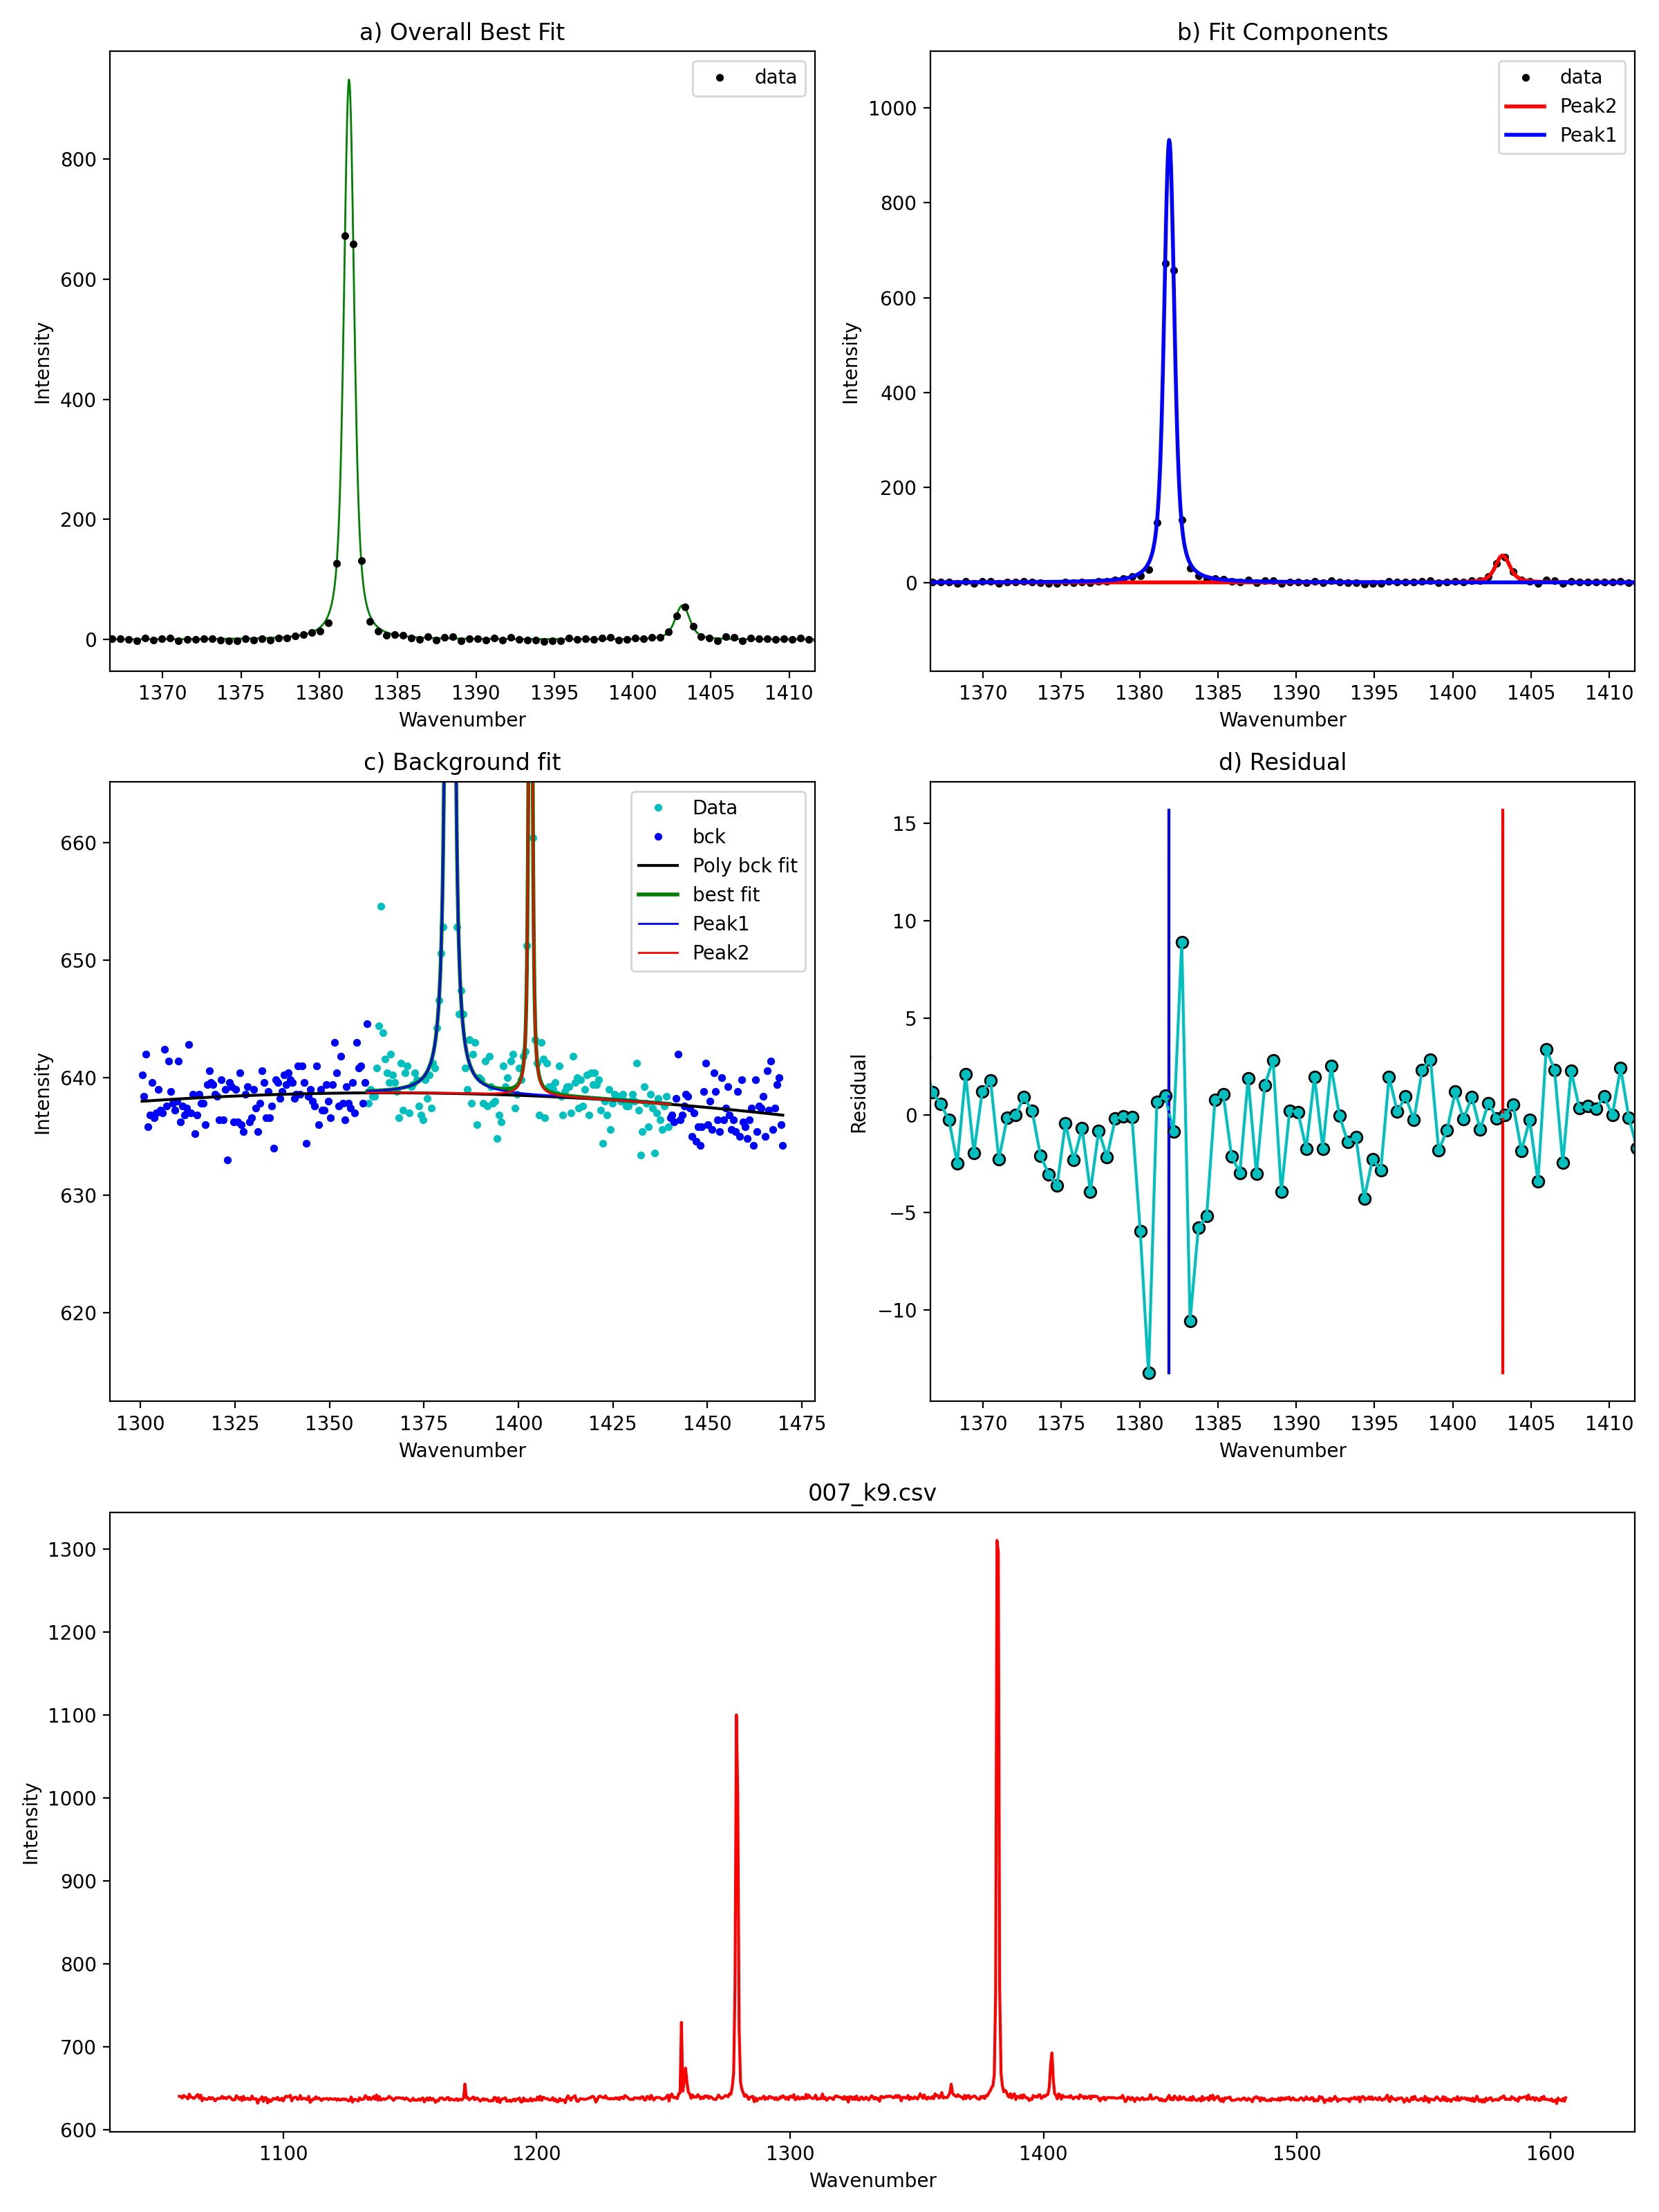 a) Overall Best Fit
data
800
600
400
200
0
Intensity
1370 1375 1380 1385 1390 1395 1400 1405 1410
Wavenumber
b) Fit Components
data
Peak2
Peak1
1000
800
600
400
200
0
Intensity
1370 1375 1380 1385 1390 1395 1400 1405 1410
Wavenumber
c) Background fit
Data
bck
Poly bck fit
best fit
Peak1
Peak2
660
650
640
630
620
Intensity
1300 1325 1350 1375 1400 1425 1450 1475
Wavenumber
d) Residual
15
10
5
0
−5
−10
Residual
1370 1375 1380 1385 1390 1395 1400 1405 1410
Wavenumber
007_k9.csv
1300
1200
1100
1000
900
800
700
600
Intensity
1100 1200 1300 1400 1500 1600
Wavenumber